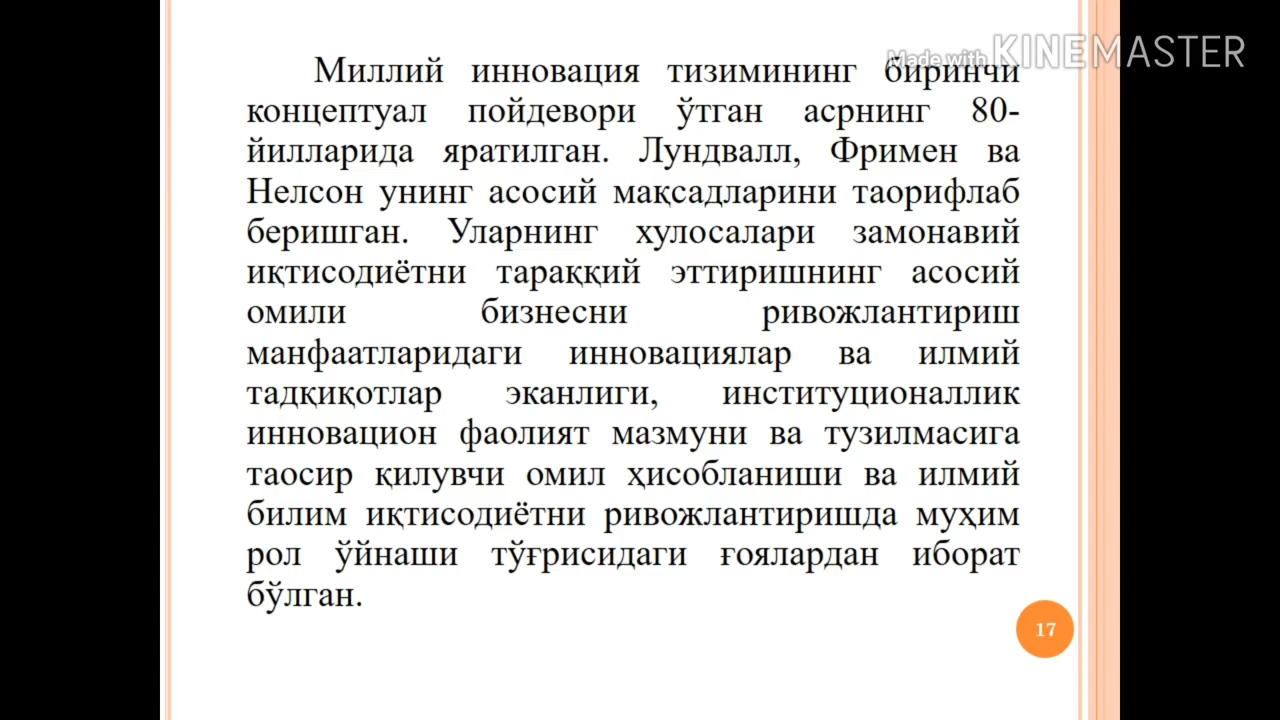 Made with KINEMASTER
Миллий инновация тизимининг биринчи
концептуал пойдевори ўтган асрнинг 80-
йилларида яратилган. Лундвалл, Фримен ва
Нелсон унинг асосий мақсадларини таорифлаб
беришган. Уларнинг хулосалари замонавий
иқтисодиётни тараққий эттиришнинг асосий
омили бизнесни ривожлантириш
манфаатларидаги инновациялар ва илмий
тадқиқотлар эканлиги, институционаллик
инновацион фаолият мазмуни ва тузилмасига
таосир қилувчи омил ҳисобланиши ва илмий
билим иқтисодиётни ривожлантиришда муҳим
рол ўйнаши тўғрисидаги ғоялардан иборат
бўлган.
17